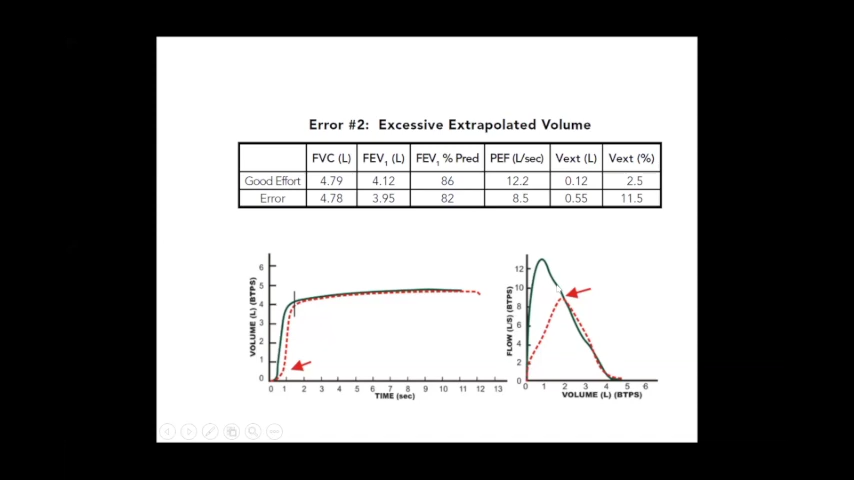 Error #2: Excessive Extrapolated Volume
FVC (L) FEV1 (L) FEV1 % Pred PEF (L/sec) Vext (L) Vext (%)
Good Effort 4.79 4.12 86 12.2 0.12 2.5
Error 4.78 3.95 82 8.5 0.55 11.5
VOLUME (L) (BTPS)
6
5
4
3
2
1
0
0 1 2 3 4 5 6 7 8 9 10 11 12 13
TIME (sec)
FLOW (L/S) (BTPS)
12
10
8
6
4
2
0
0 1 2 3 4 5 6
VOLUME (L) (BTPS)